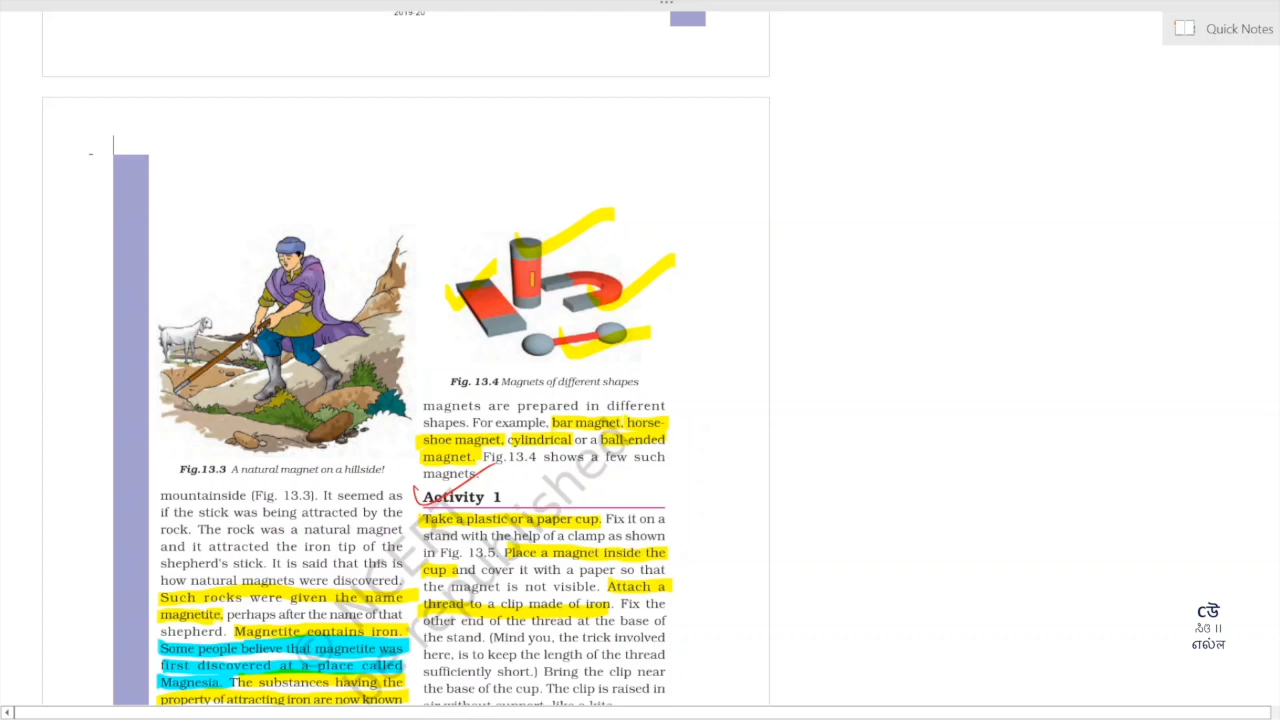 2019-20
Quick Notes
Fig.13.3 A natural magnet on a hillside!
mountainside (Fig. 13.3). It seemed as
if the stick was being attracted by the
rock. The rock was a natural magnet
and it attracted the iron tip of the
shepherd's stick. It is said that this is
how natural magnets were discovered.
Such rocks were given the name
magnetite, perhaps after the name of that
shepherd. Magnetite contains iron.
Some people believe that magnetite was
first discovered at a place called
Magnesia. The substances having the
property of attracting iron are now known
Fig. 13.4 Magnets of different shapes
magnets are prepared in different
shapes. For example, bar magnet, horse-
shoe magnet, cylindrical or a ball-ended
magnet. Fig.13.4 shows a few such
magnets.
Activity 1
Take a plastic or a paper cup. Fix it on a
stand with the help of a clamp as shown
in Fig. 13.5. Place a magnet inside the
cup and cover it with a paper so that
the magnet is not visible. Attach a
thread to a clip made of iron. Fix the
other end of the thread at the base of
the stand. (Mind you, the trick involved
here, is to keep the length of the thread
sufficiently short.) Bring the clip near
the base of the cup. The clip is raised in
air without support, like a kite.
© NCERT